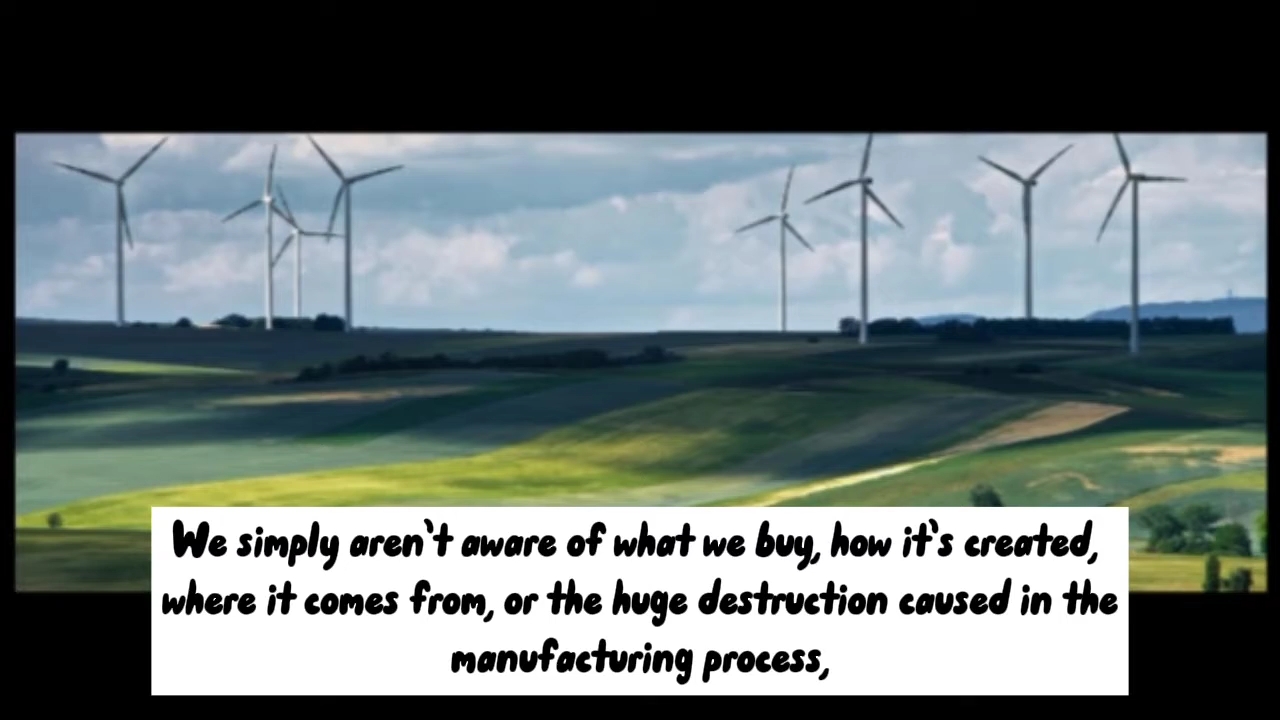 We simply aren't aware of what we buy, how it's created,
where it comes from, or the huge destruction caused in the
manufacturing process,